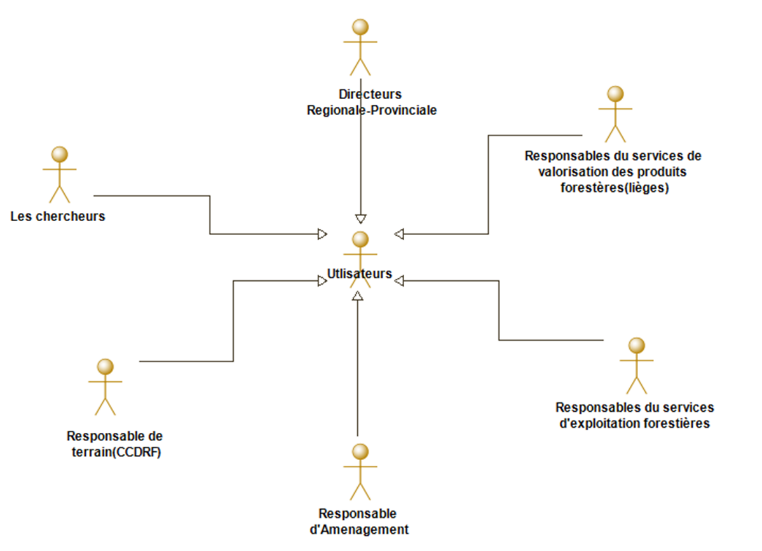 Directeurs
Regionale-Provinciale
Responsables du services de
valorisation des produits
forestères(lièges)
Les chercheurs
Utlisateurs
Responsable de
terrain(CCDRF)
Responsables du services
d'exploitation forestières
Responsable
d'Amenagement